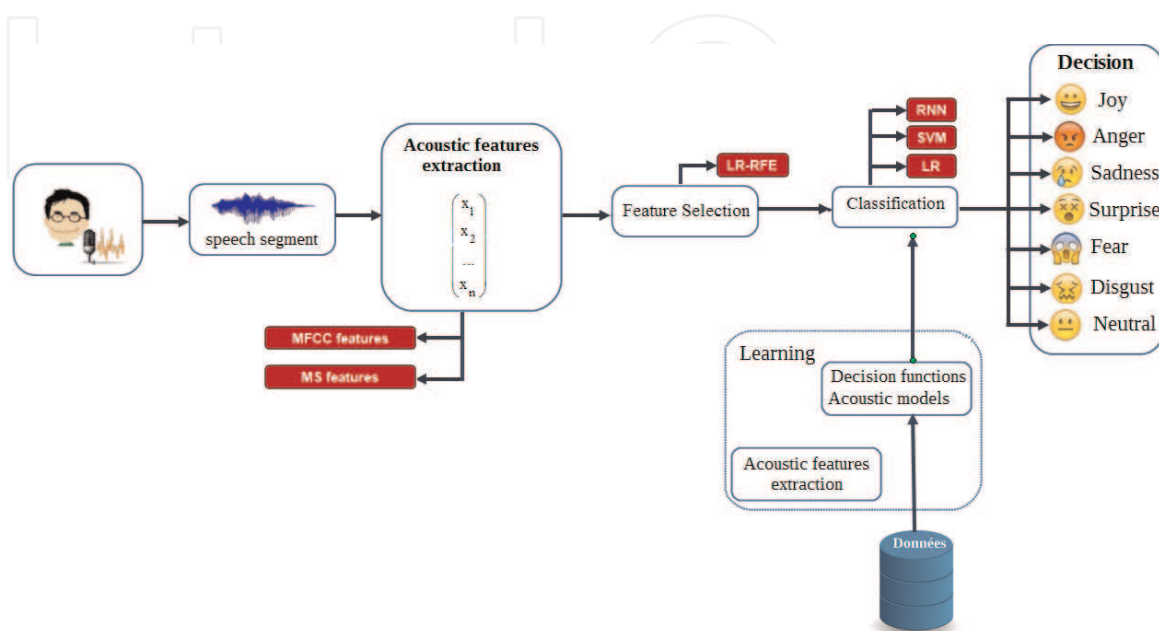 speech segment
Acoustic features
extraction
x1
x2
...
xn
MFCC features
MS features
LR-RFE
Feature Selection
RNN
SVM
LR
Classification
Decision
Joy
Anger
Sadness
Surprise
Fear
Disgust
Neutral
Learning
Decision functions
Acoustic models
Acoustic features
extraction
Données